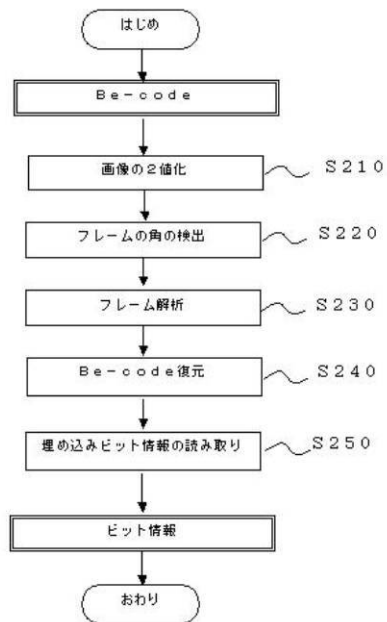 はじめ
Ｂｅ－ｃｏｄｅ
画像の２値化
Ｓ２１０
フレームの角の検出
Ｓ２２０
フレーム解析
Ｓ２３０
Ｂｅ－ｃｏｄｅ復元
Ｓ２４０
埋め込みビット情報の読み取り
Ｓ２５０
ビット情報
おわり